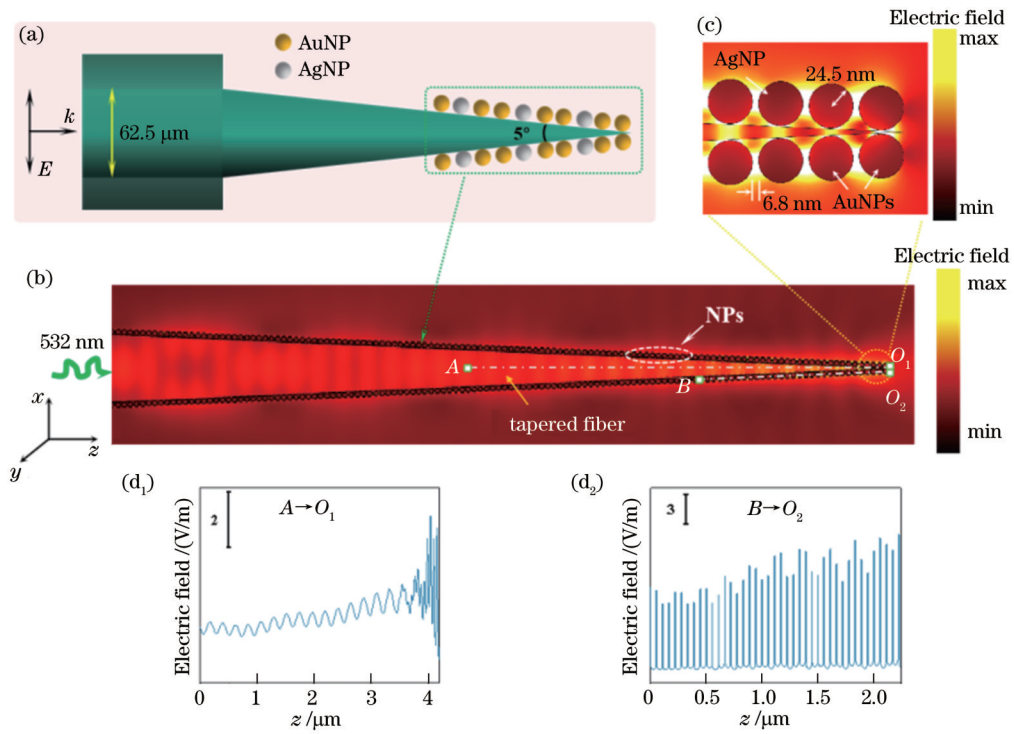 (a)
AuNP
AgNP
k
E
62.5 μm
5°
(c)
Electric field
max
AgNP
24.5 nm
6.8 nm
AuNPs
min
(b)
Electric field
max
532 nm
NPs
A
B
O₁
O₂
tapered fiber
x
y
z
min
(d₁)
2
A→O₁
Electric field /(V/m)
0 1 2 3 4
z /μm
(d₂)
3
B→O₂
Electric field /(V/m)
0 0.5 1.0 1.5 2.0
z /μm